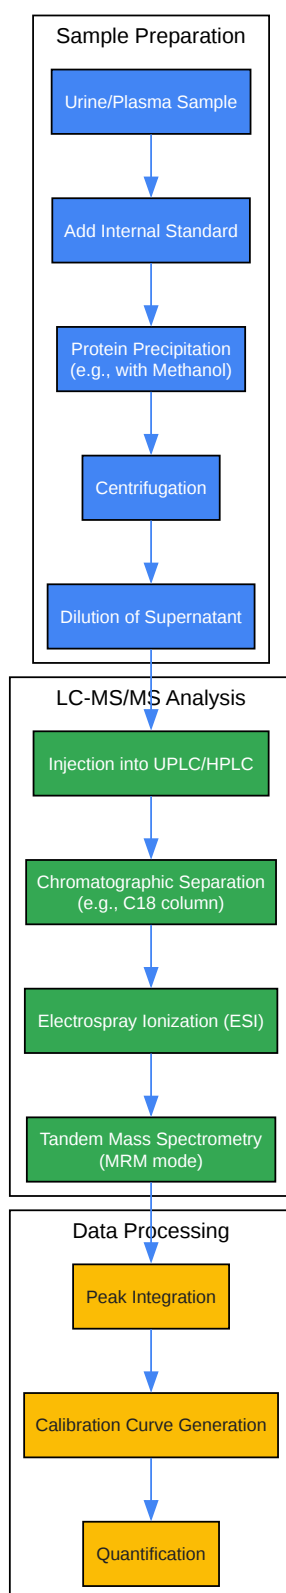 Sample Preparation
Urine/Plasma Sample
Add Internal Standard
Protein Precipitation
(e.g., with Methanol)
Centrifugation
Dilution of Supernatant
LC-MS/MS Analysis
Injection into UPLC/HPLC
Chromatographic Separation
(e.g., C18 column)
Electrospray Ionization (ESI)
Tandem Mass Spectrometry
(MRM mode)
Data Processing
Peak Integration
Calibration Curve Generation
Quantification